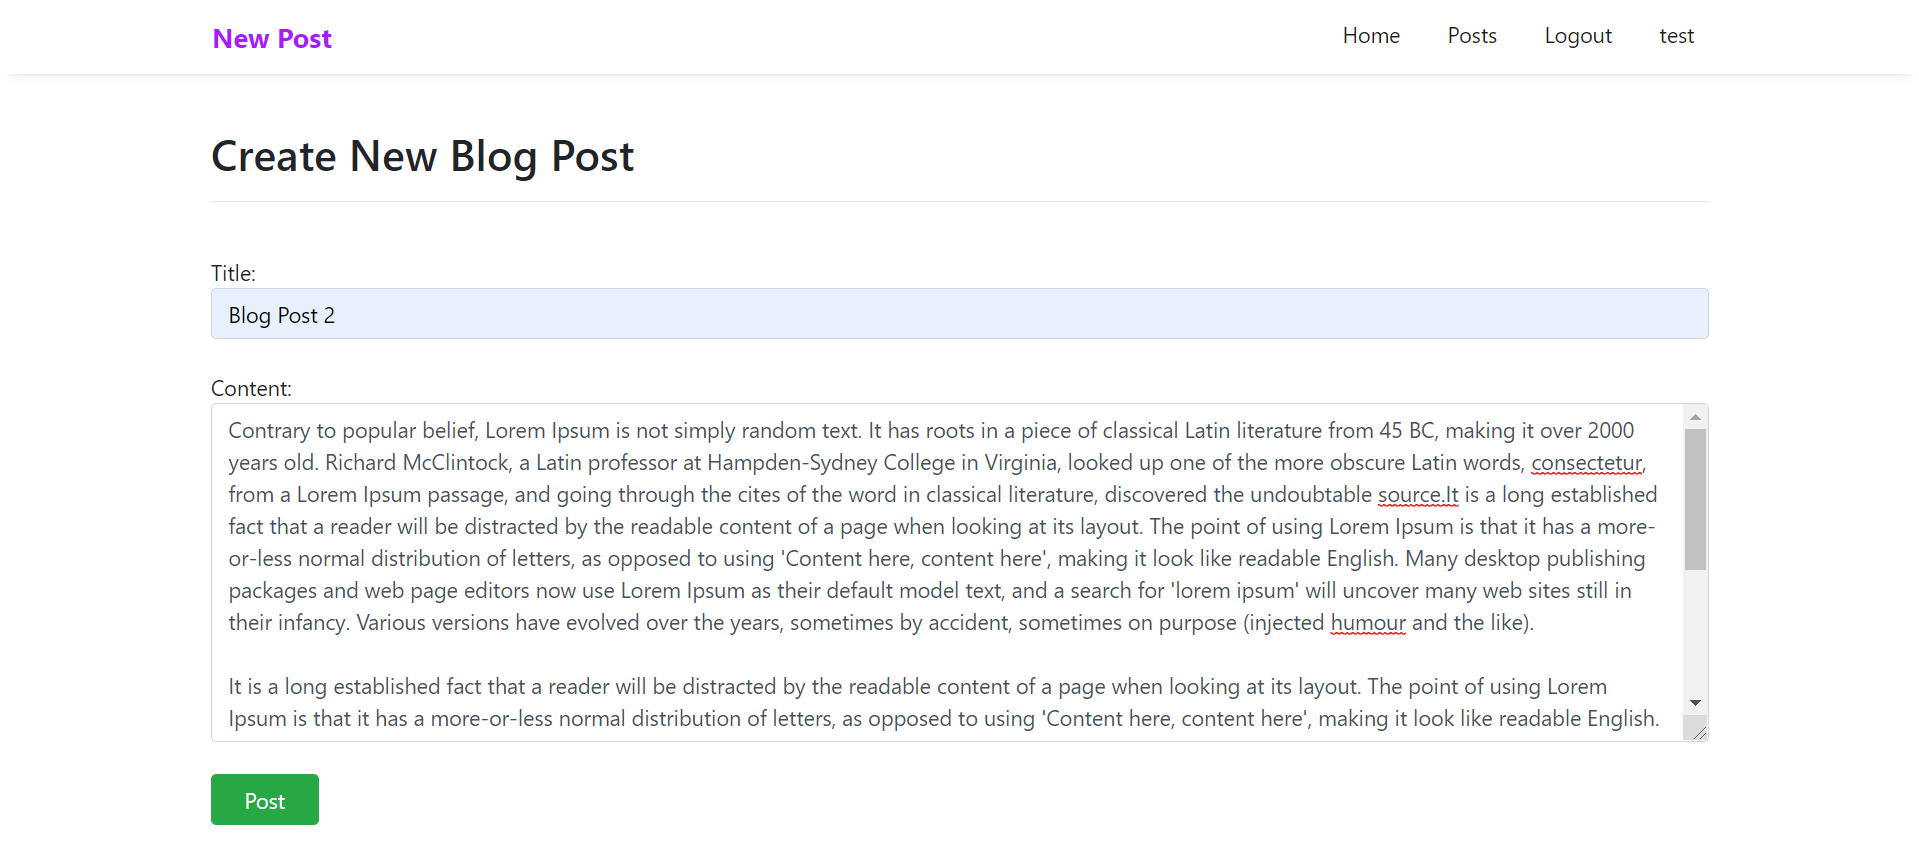 New Post
Home Posts Logout test
Create New Blog Post
Title:
Blog Post 2
Content:
Contrary to popular belief, Lorem Ipsum is not simply random text. It has roots in a piece of classical Latin literature from 45 BC, making it over 2000
years old. Richard McClintock, a Latin professor at Hampden-Sydney College in Virginia, looked up one of the more obscure Latin words, consectetur,
from a Lorem Ipsum passage, and going through the cites of the word in classical literature, discovered the undoubtable source.It is a long established
fact that a reader will be distracted by the readable content of a page when looking at its layout. The point of using Lorem Ipsum is that it has a more-
or-less normal distribution of letters, as opposed to using 'Content here, content here', making it look like readable English. Many desktop publishing
packages and web page editors now use Lorem Ipsum as their default model text, and a search for 'lorem ipsum' will uncover many web sites still in
their infancy. Various versions have evolved over the years, sometimes by accident, sometimes on purpose (injected humour and the like).
It is a long established fact that a reader will be distracted by the readable content of a page when looking at its layout. The point of using Lorem
Ipsum is that it has a more-or-less normal distribution of letters, as opposed to using 'Content here, content here', making it look like readable English.
Post